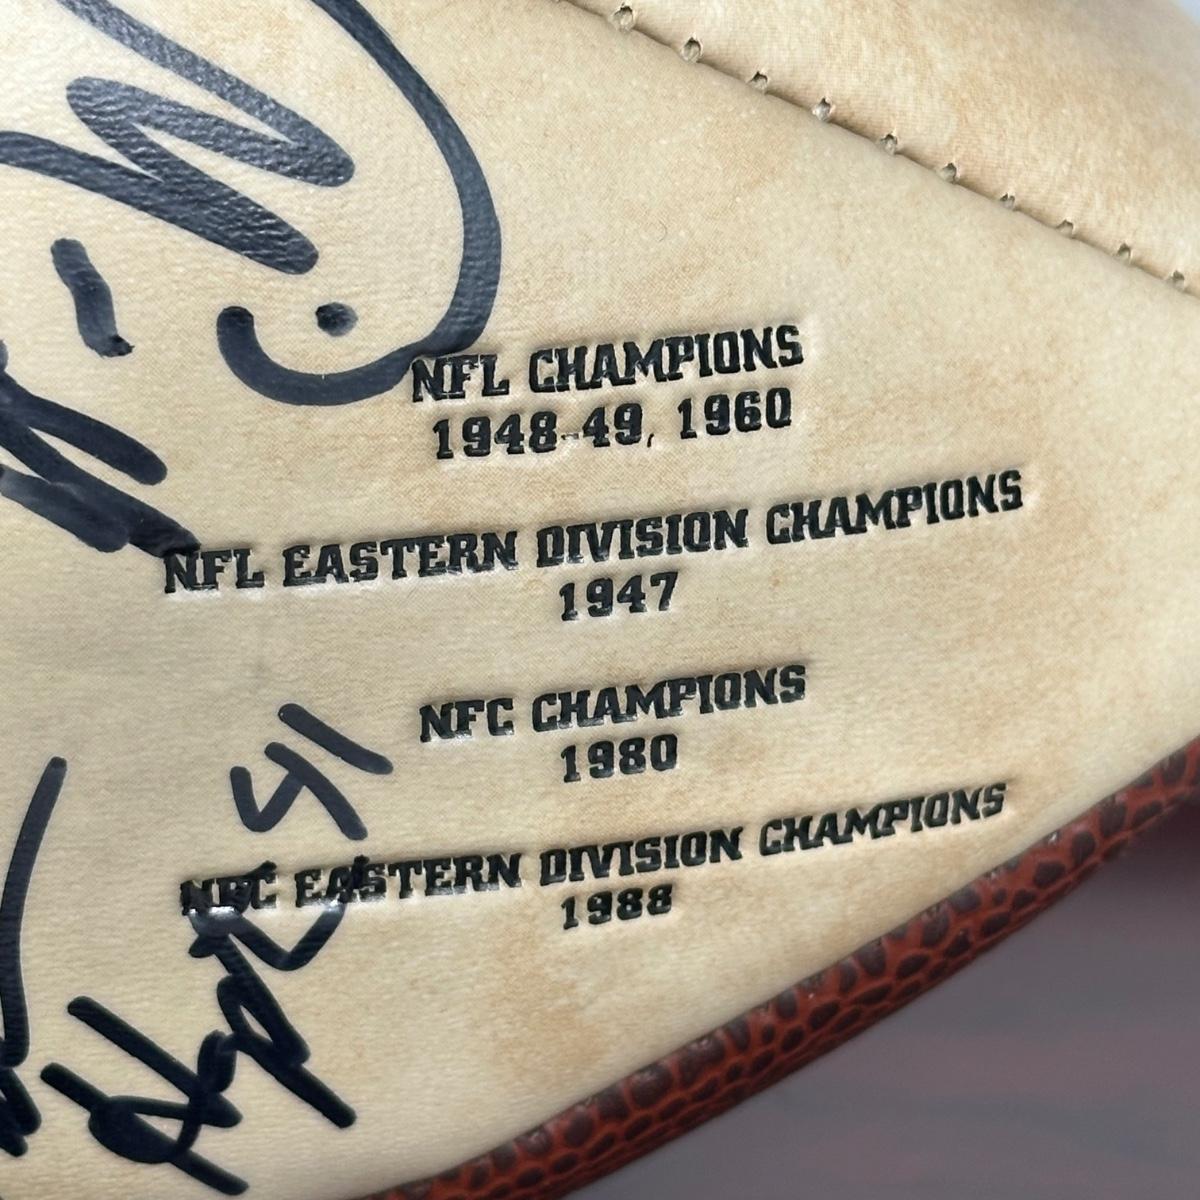 NFL CHAMPIONS
1948-49, 1960
NFL EASTERN DIVISION CHAMPIONS
1947
NFC CHAMPIONS
1980
NFC EASTERN DIVISION CHAMPIONS
1988